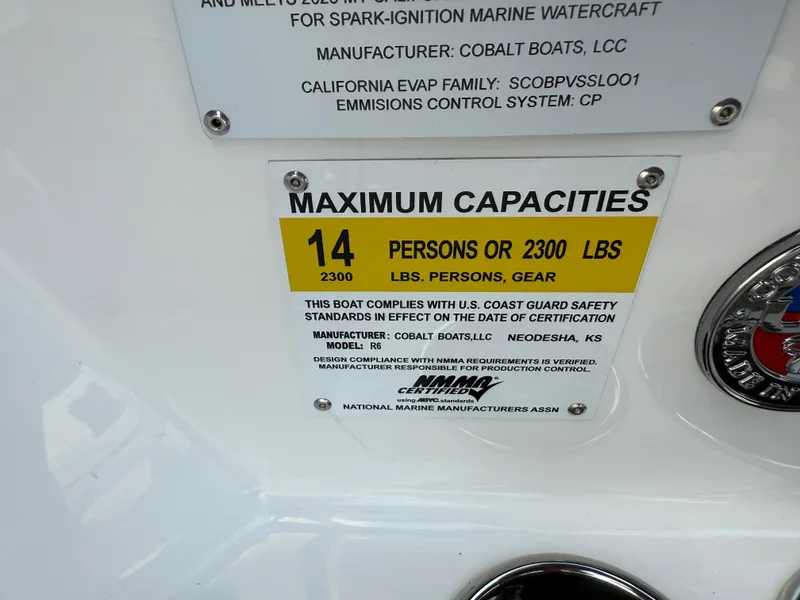 FOR SPARK-IGNITION MARINE WATERCRAFT
MANUFACTURER: COBALT BOATS, LCC
CALIFORNIA EVAP FAMILY: SCOBPVSSLOO1
EMMISIONS CONTROL SYSTEM: CP
MAXIMUM CAPACITIES
14 PERSONS OR 2300 LBS
2300 LBS. PERSONS, GEAR
THIS BOAT COMPLIES WITH U.S. COAST GUARD SAFETY
STANDARDS IN EFFECT ON THE DATE OF CERTIFICATION
MANUFACTURER: COBALT BOATS,LLC NEODESHA, KS
MODEL: R6
DESIGN COMPLIANCE WITH NMMA REQUIREMENTS IS VERIFIED.
MANUFACTURER RESPONSIBLE FOR PRODUCTION CONTROL.
NMMA®
CERTIFIED
using ABYC standards
NATIONAL MARINE MANUFACTURERS ASSN
MADE IN